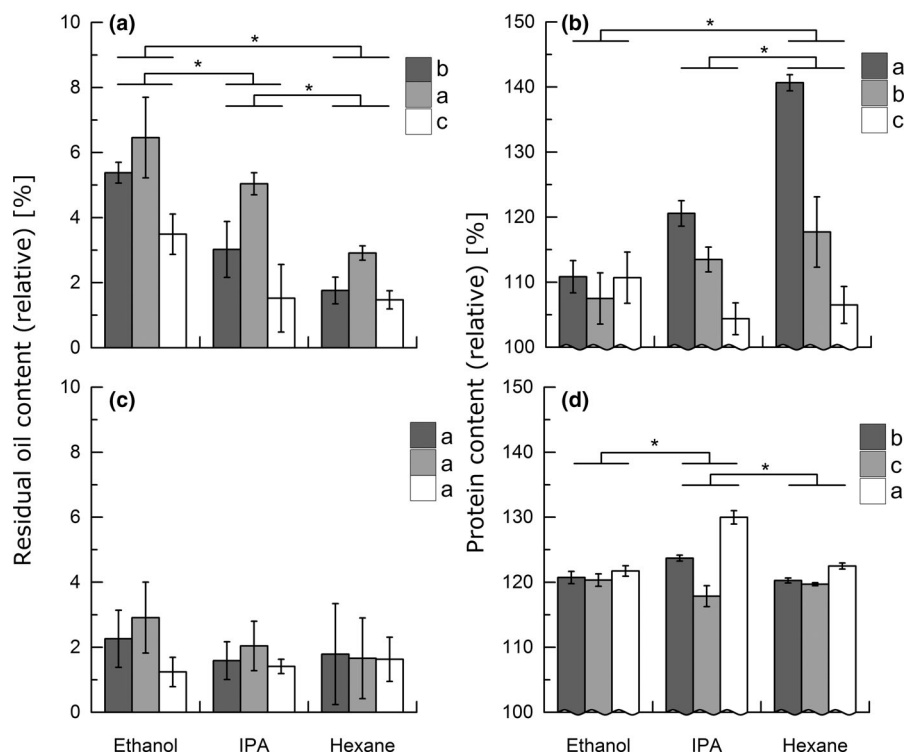 Residual oil content (relative) [%]
(a)
10
8
6
4
2
0
*
*
*
b
a
c
Protein content (relative) [%]
(b)
150
140
130
120
110
100
*
*
a
b
c
(c)
10
8
6
4
2
0
a
a
a
Ethanol IPA Hexane
(d)
150
140
130
120
110
100
*
*
b
c
a
Ethanol IPA Hexane